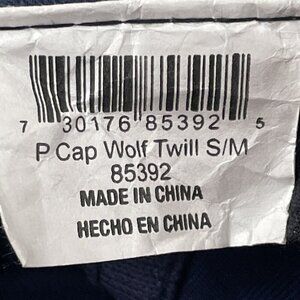 7 30176 85392 5
P Cap Wolf Twill S/M
85392
MADE IN CHINA
HECHO EN CHINA